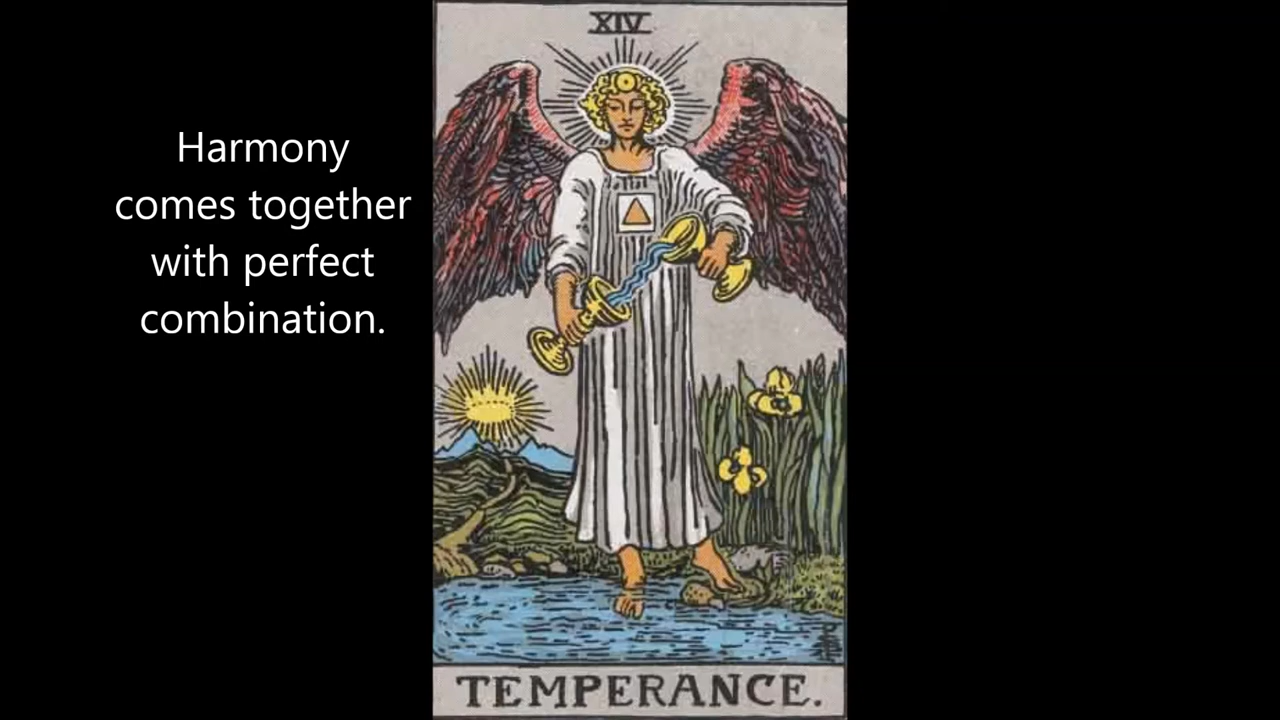 XIV
Harmony
comes together
with perfect
combination.
TEMPERANCE.